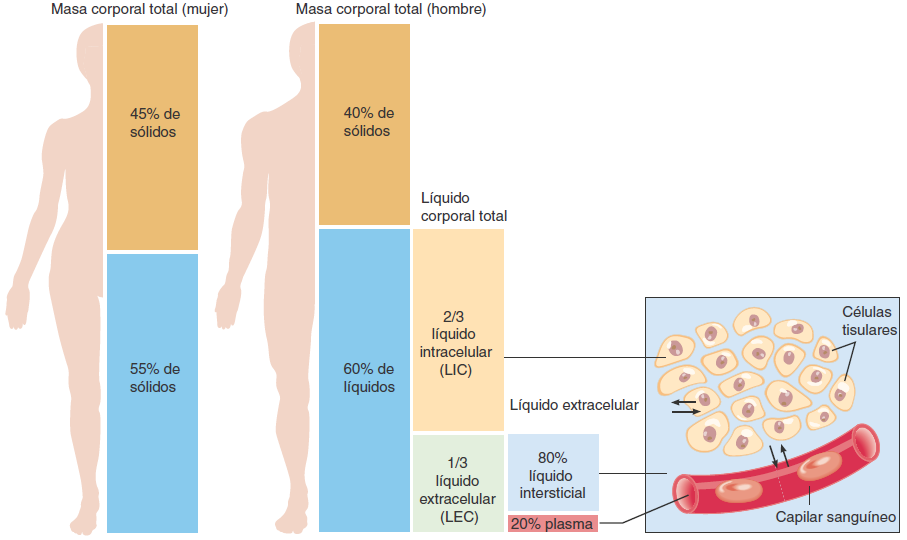 Masa corporal total (mujer)
Masa corporal total (hombre)
45% de
sólidos
40% de
sólidos
55% de
sólidos
60% de
líquidos
Líquido
corporal total
2/3
líquido
intracelular
(LIC)
1/3
líquido
extracelular
(LEC)
Líquido extracelular
80%
líquido
intersticial
20% plasma
Células
tisulares
Capilar sanguíneo